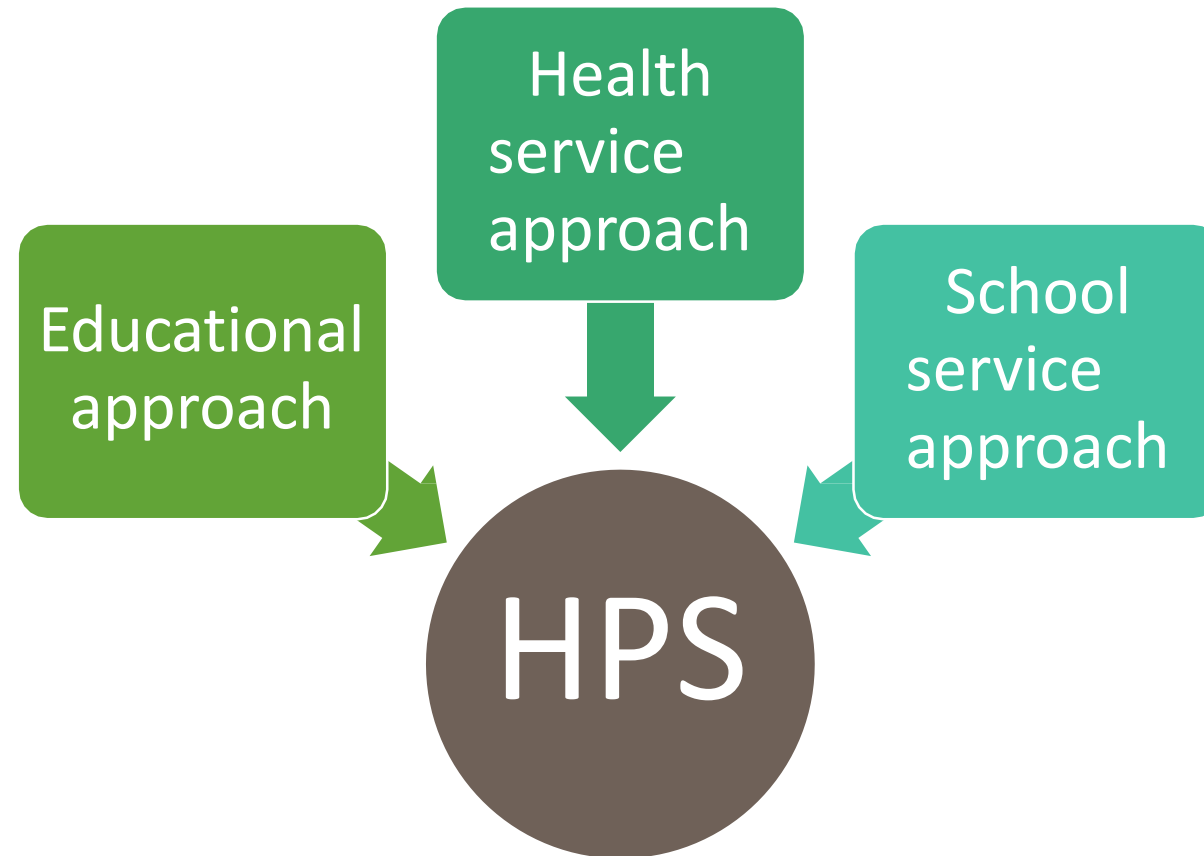 Health
service
approach
Educational
approach
School
service
approach
HPS